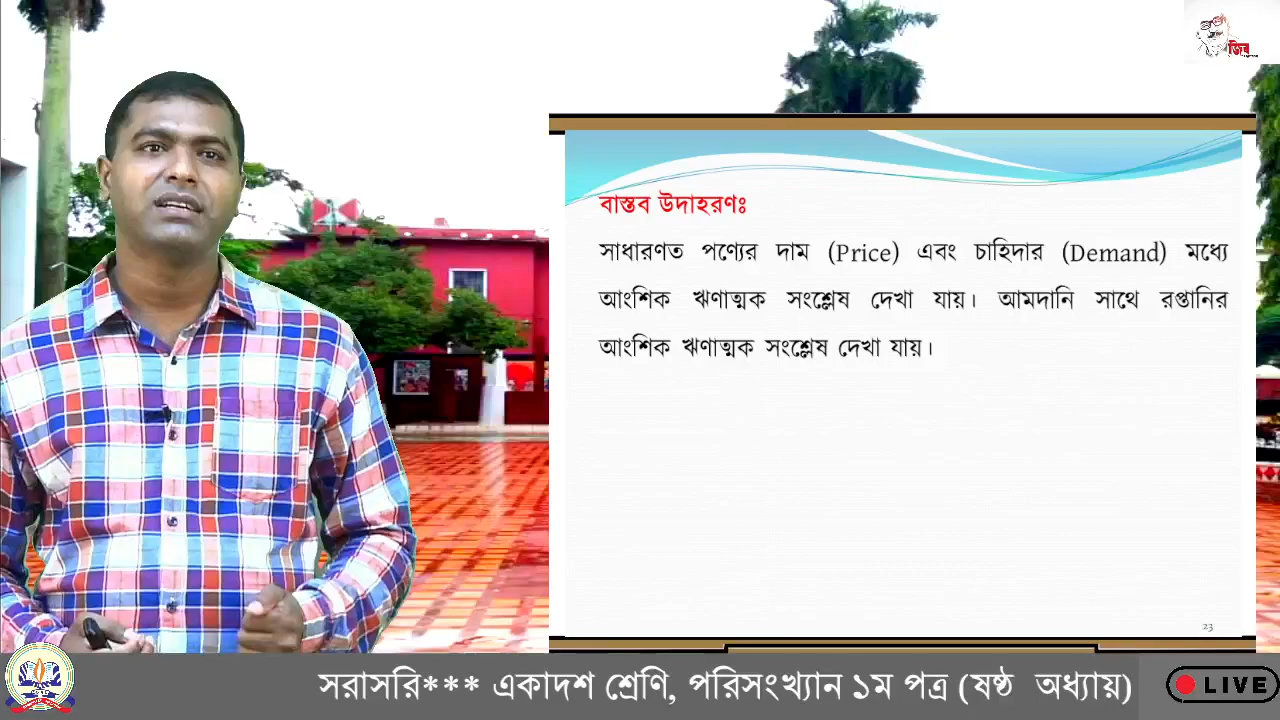 জিব
বাস্তব উদাহরণঃ
সাধারণত পণ্যের দাম (Price) এবং চাহিদার (Demand) মধ্যে
আংশিক ঋণাত্মক সংশ্লেষ দেখা যায়। আমদানি সাথে রপ্তানির
আংশিক ঋণাত্মক সংশ্লেষ দেখা যায়।
23
সরাসরি*** একাদশ শ্রেণি, পরিসংখ্যান ১ম পত্র (ষষ্ঠ অধ্যায়)
LIVE